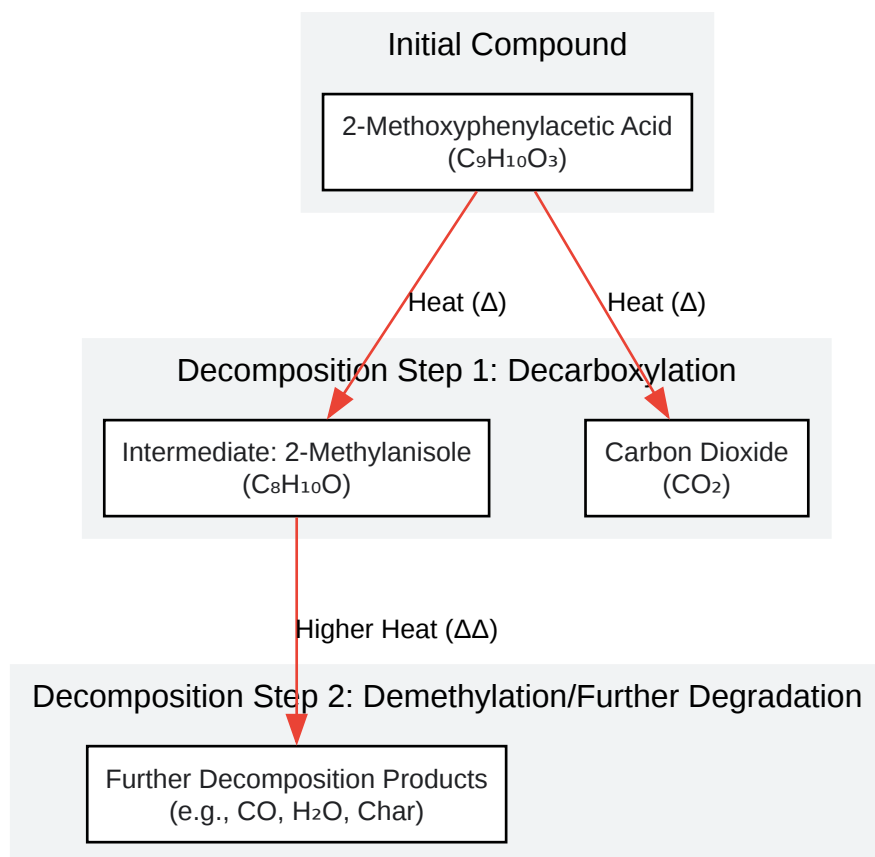 Initial Compound
2-Methoxyphenylacetic Acid
(C₉H₁₀O₃)
Heat (Δ)
Heat (Δ)
Decomposition Step 1: Decarboxylation
Intermediate: 2-Methylanisole
(C₈H₁₀O)
Carbon Dioxide
(CO₂)
Higher Heat (ΔΔ)
Decomposition Step 2: Demethylation/Further Degradation
Further Decomposition Products
(e.g., CO, H₂O, Char)